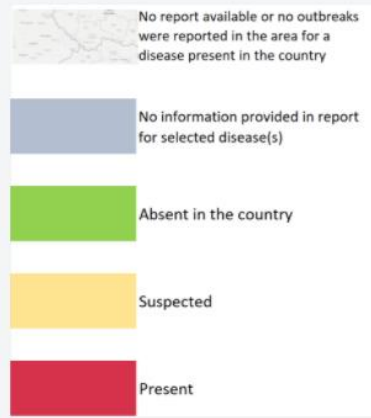 No report available or no outbreaks
were reported in the area for a
disease present in the country
No information provided in report
for selected disease(s)
Absent in the country
Suspected
Present